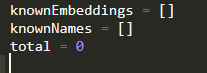 knownEmbeddings = []
knownNames = []
total = 0